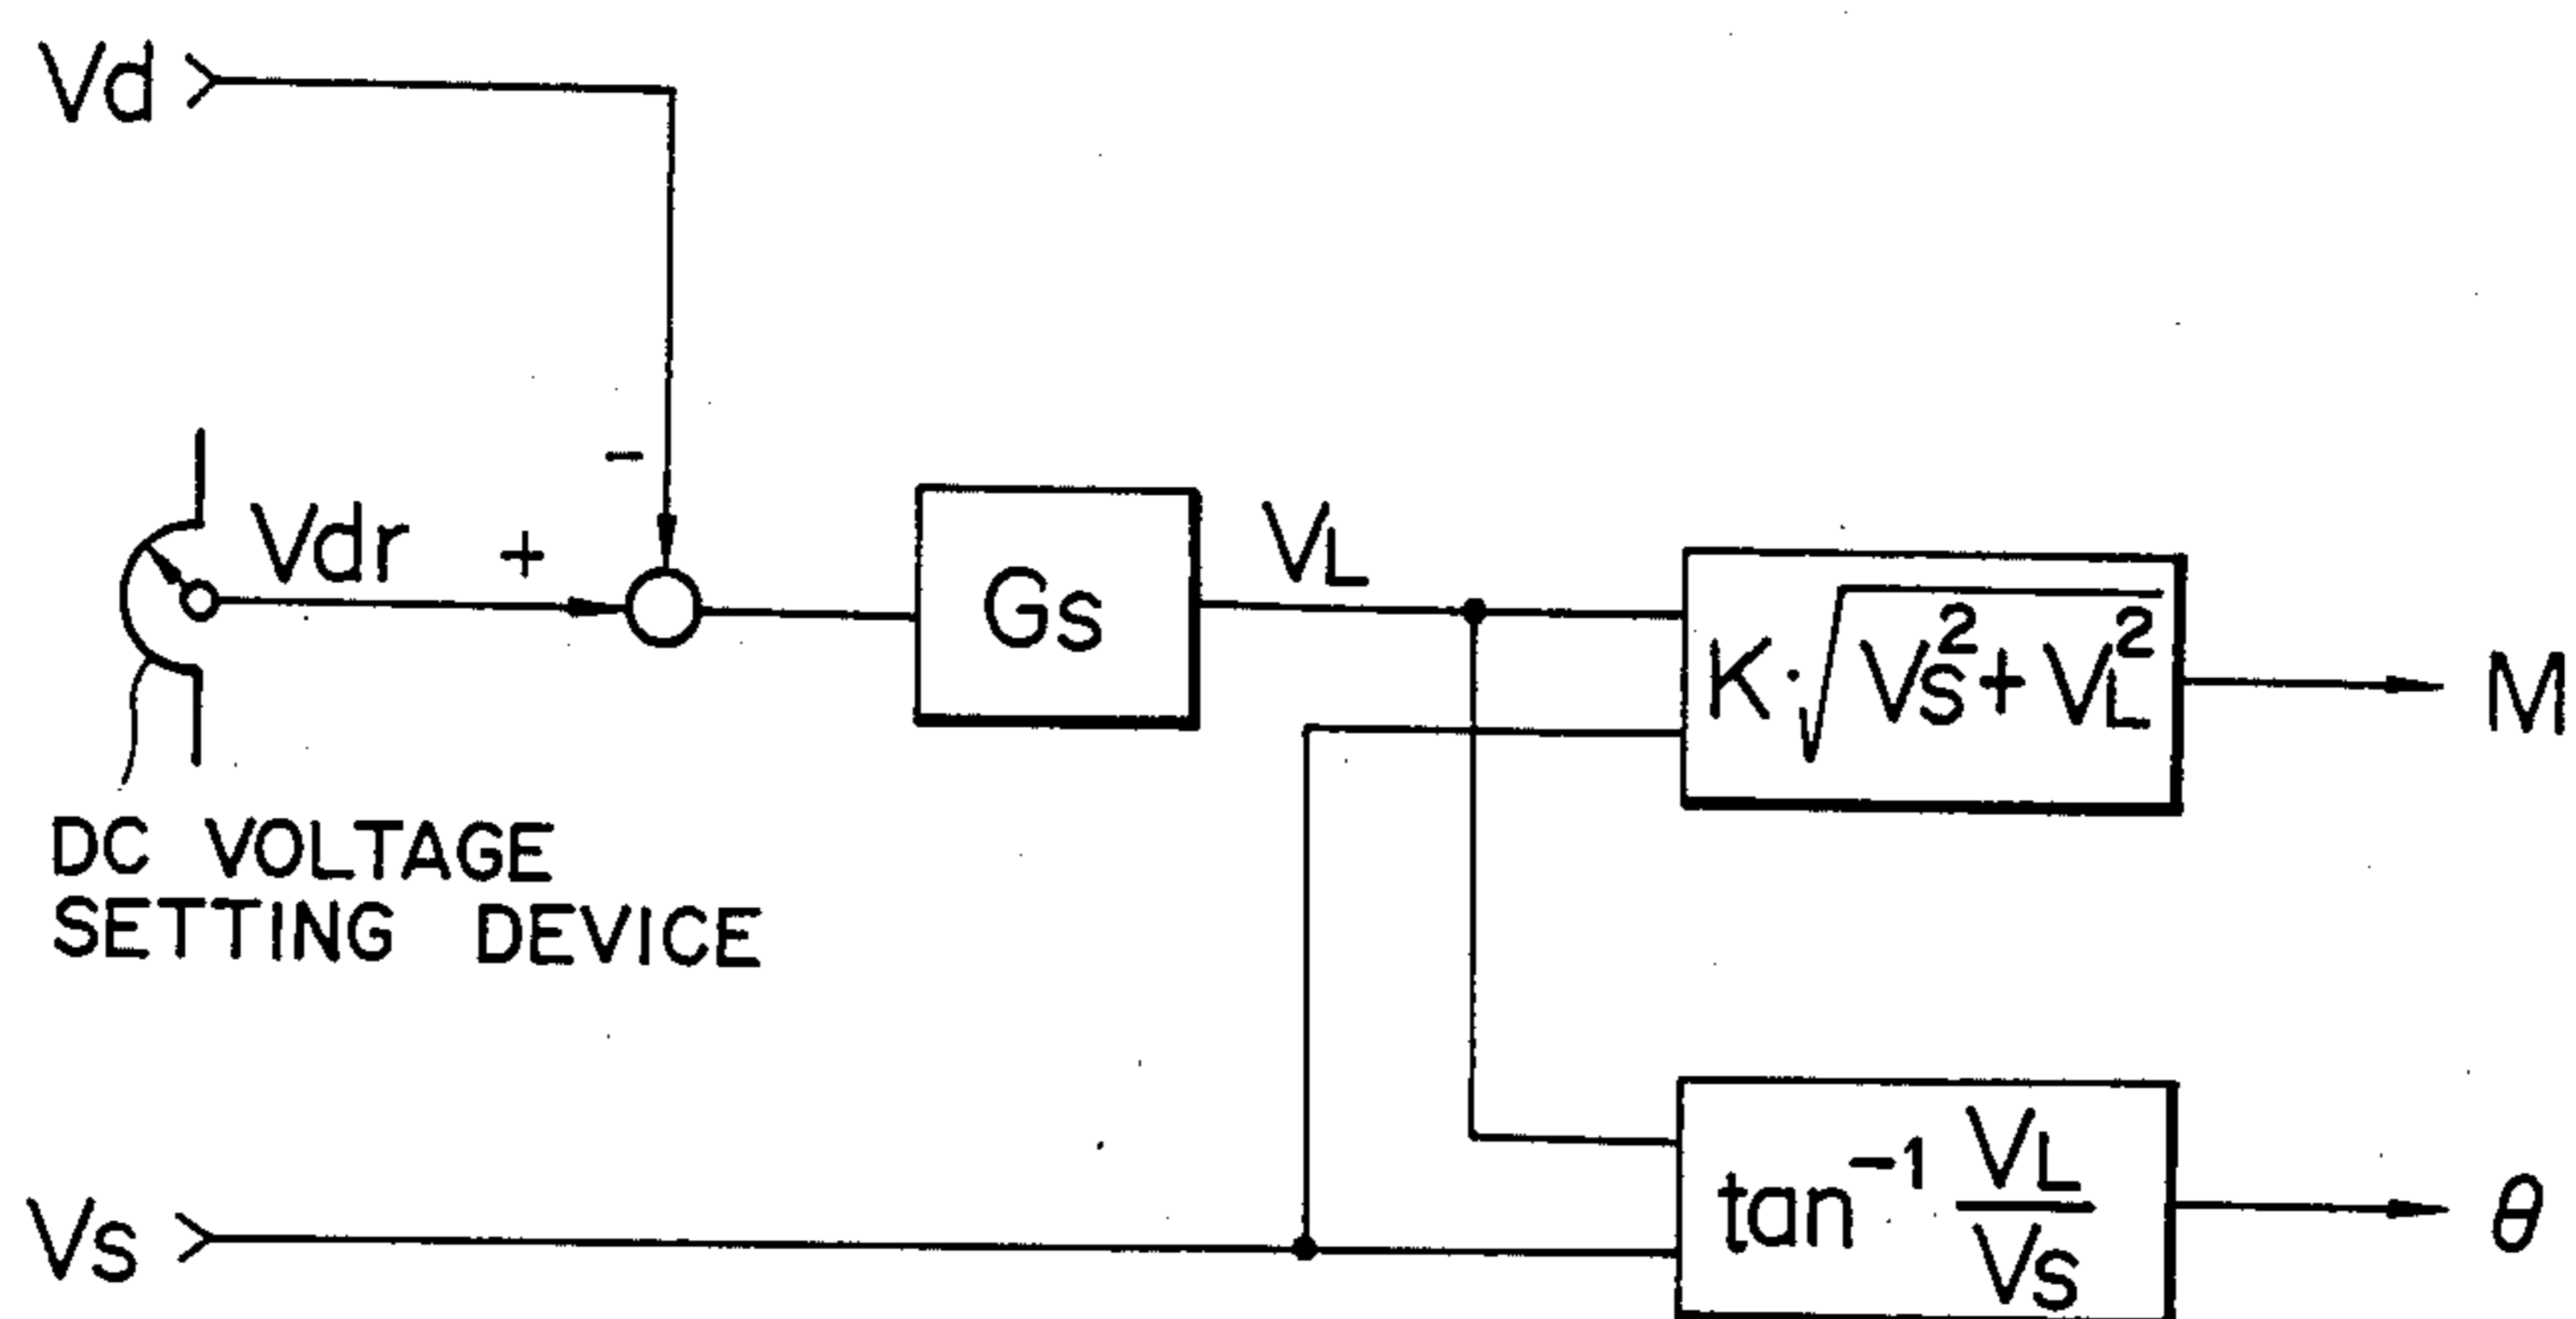 Vd
-
Vdr +
Gs
VL
K·√Vs²+VL²
M
DC VOLTAGE
SETTING DEVICE
tan⁻¹ VL/Vs
θ
Vs